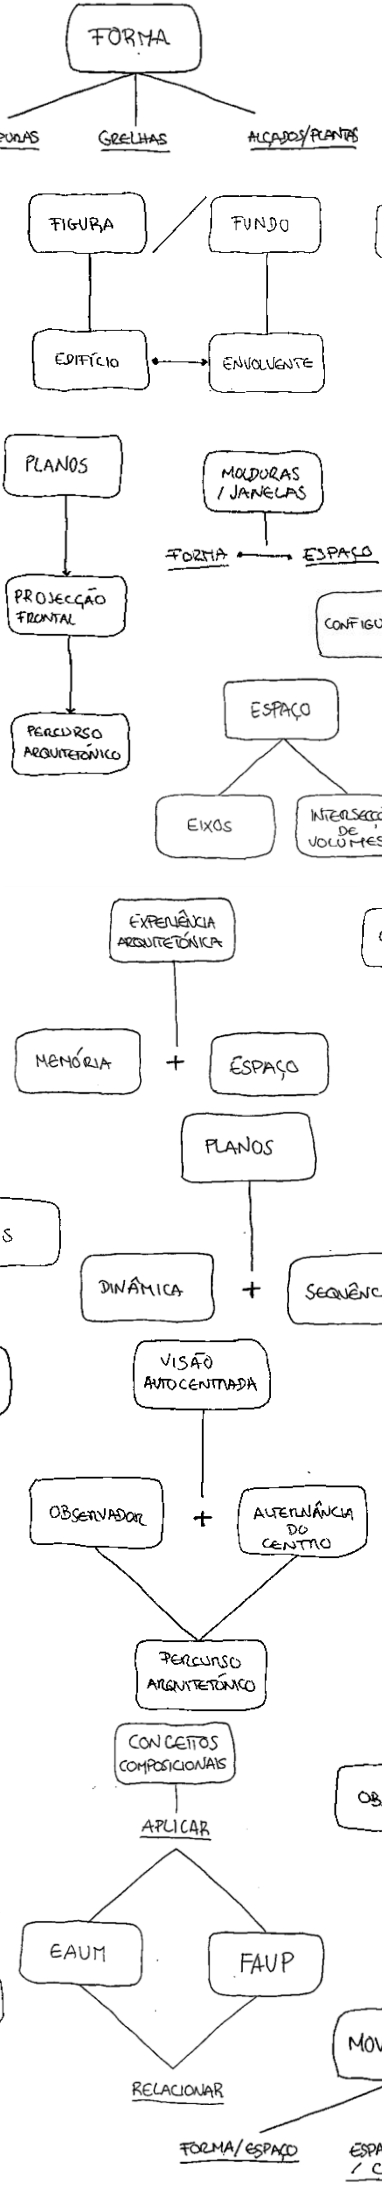 FORMA
GRELHAS
ALÇADOS/PLANTAS
FIGURA
/
FUNDO
EDIFÍCIO
ENVOLVENTE
PLANOS
MOLDURAS
/ JANELAS
FORMA
ESPAÇO
PROJECÇÃO
FRONTAL
ESPAÇO
PERCURSO
ARQUITETÓNICO
EIXOS
DE
VOLUMES
EXPERIÊNCIA
ARQUITETÓNICA
MEMÓRIA
+
ESPAÇO
PLANOS
S
DINÂMICA
+
VISÃO
AUTOCENTRADA
OBSERVADOR
+
ALTERNÂNCIA
DO
CENTRO
PERCURSO
ARQUITETÓNICO
CONCEITOS
COMPOSICIONAIS
APLICAR
EAUM
FAUP
RELACIONAR
FORMA/ESPAÇO